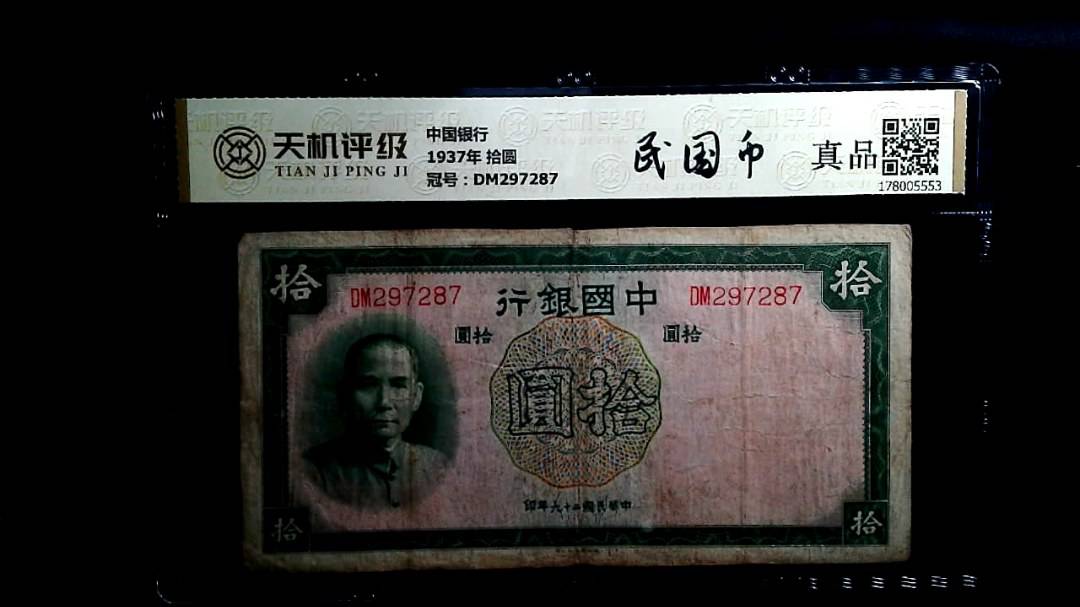 天机评级
TIAN JI PING JI
中国银行
1937年 拾圆
冠号：DM297287
民国币
真品
178005553
拾
拾
DM297287
中國銀行
DM297287
拾圓
拾圓
拾圓
中華民國二十六年印
拾
拾